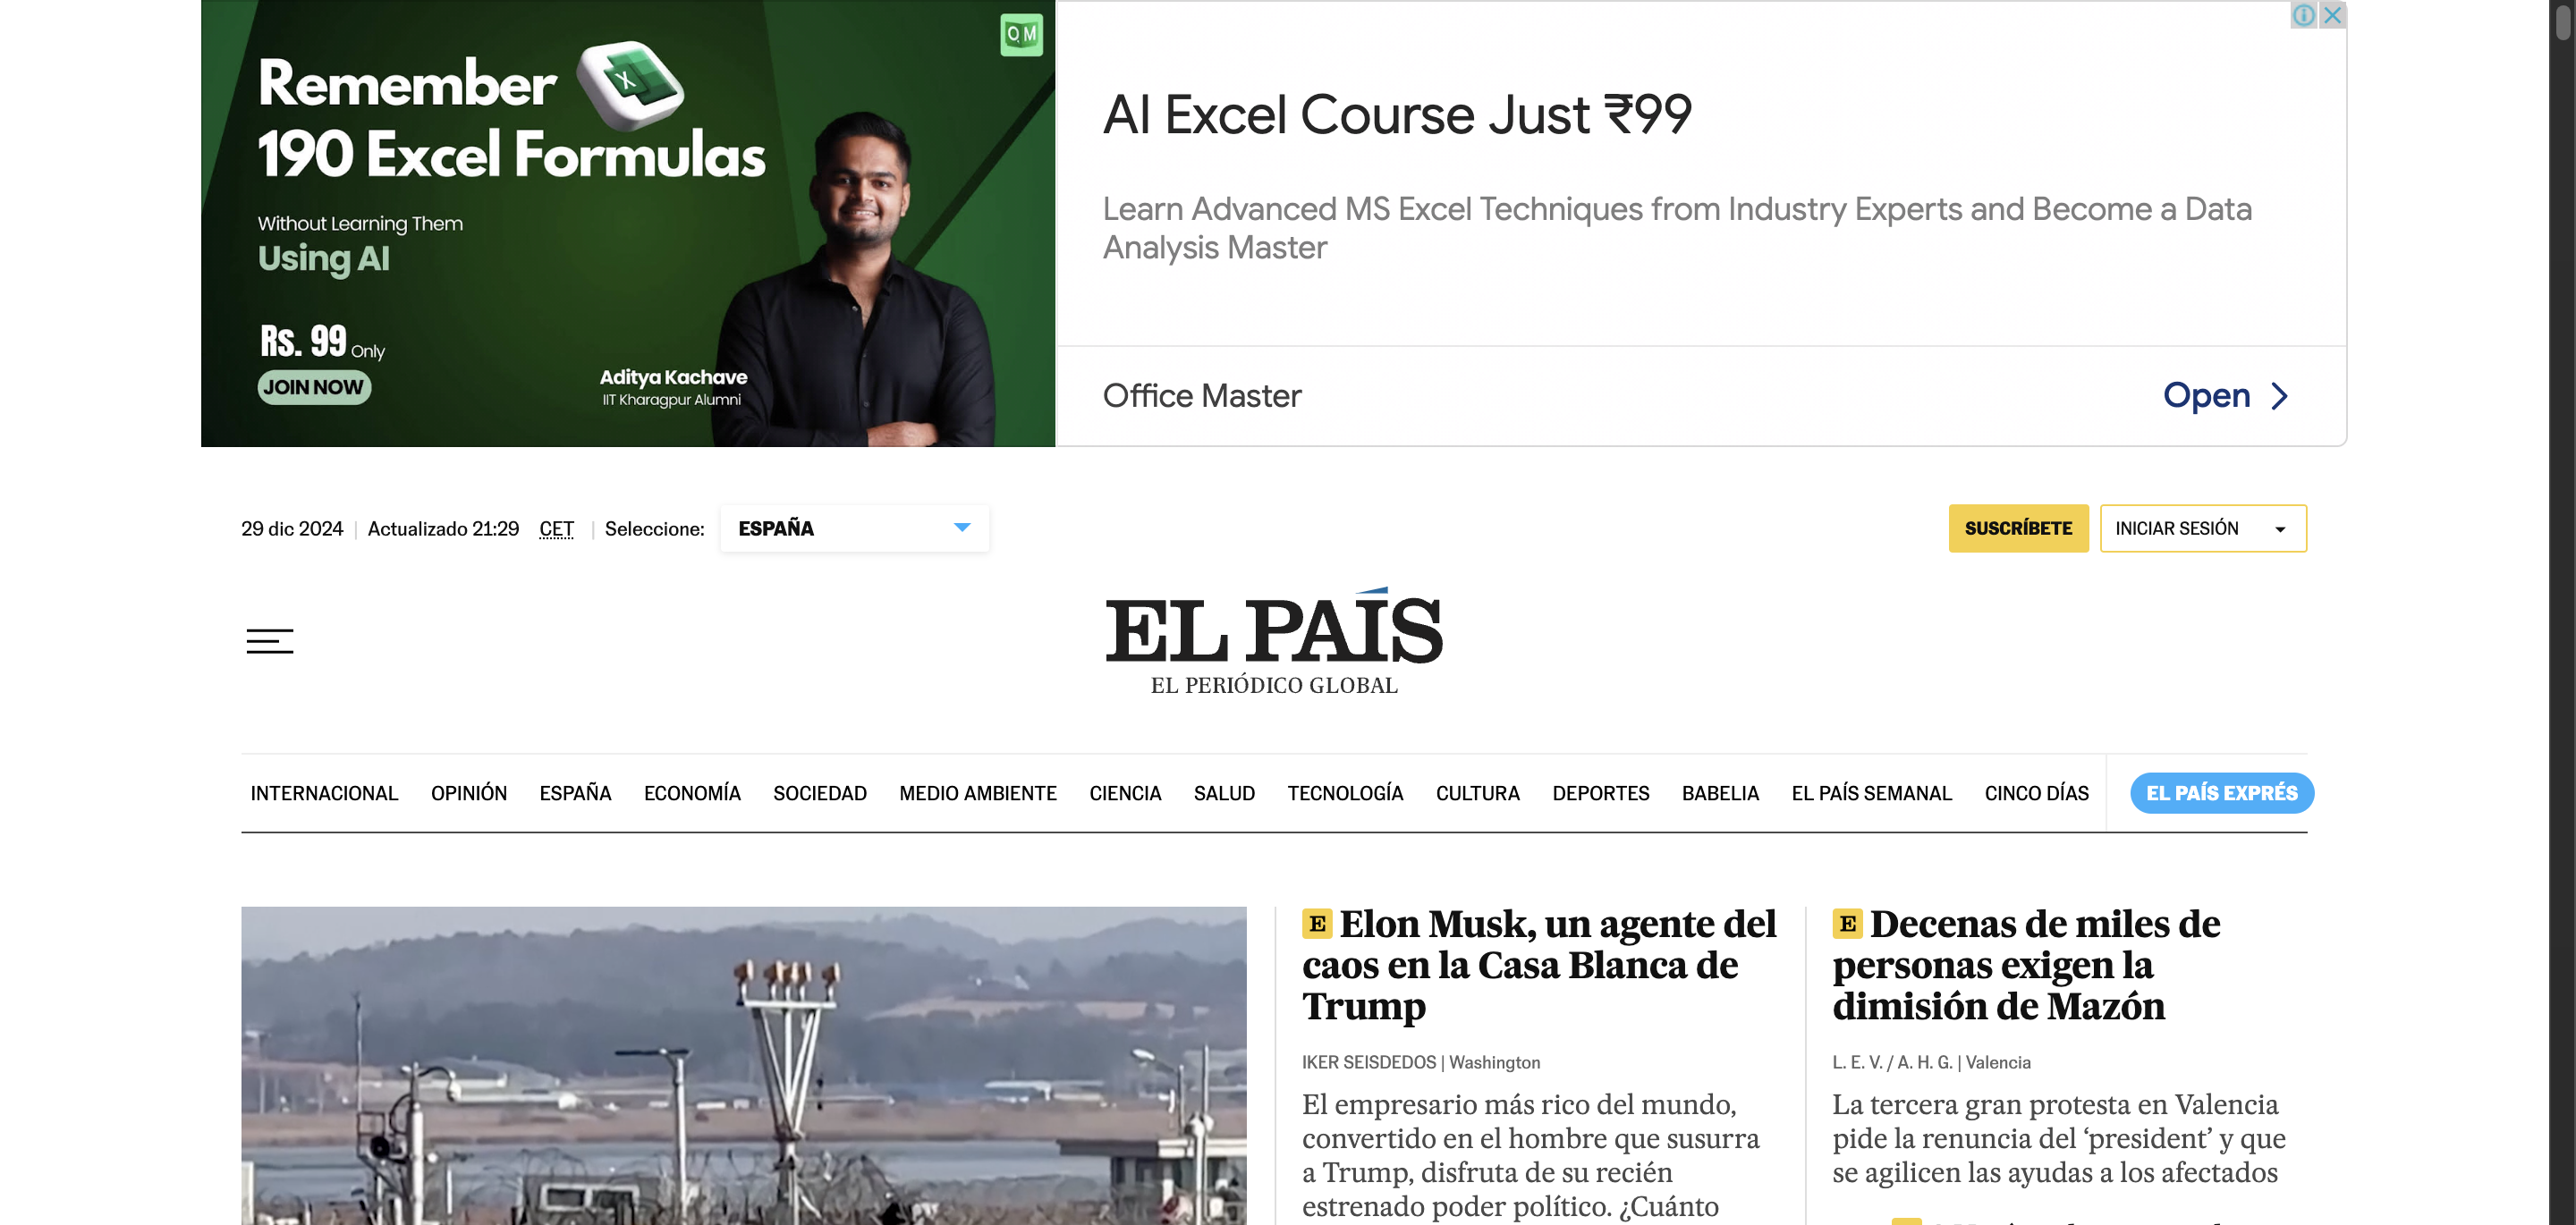 Remember
190 Excel Formulas
Without Learning Them
Using AI
Rs. 99 Only
JOIN NOW
Aditya Kachave
IIT Kharagpur Alumni
QM
AI Excel Course Just ₹99
Learn Advanced MS Excel Techniques from Industry Experts and Become a Data
Analysis Master
Office Master
Open
29 dic 2024 | Actualizado 21:29 CET | Seleccione: ESPAÑA
SUSCRÍBETE
INICIAR SESIÓN
EL PAÍS
EL PERIÓDICO GLOBAL
INTERNACIONAL OPINIÓN ESPAÑA ECONOMÍA SOCIEDAD MEDIO AMBIENTE CIENCIA SALUD TECNOLOGÍA CULTURA DEPORTES BABELIA EL PAÍS SEMANAL CINCO DÍAS EL PAÍS EXPRÉS
E Elon Musk, un agente del
caos en la Casa Blanca de
Trump
IKER SEISDEDOS | Washington
El empresario más rico del mundo,
convertido en el hombre que susurra
a Trump, disfruta de su recién
estrenado poder político. ¿Cuánto
E Decenas de miles de
personas exigen la
dimisión de Mazón
L. E. V. / A. H. G. | Valencia
La tercera gran protesta en Valencia
pide la renuncia del ‘president’ y que
se agilicen las ayudas a los afectados